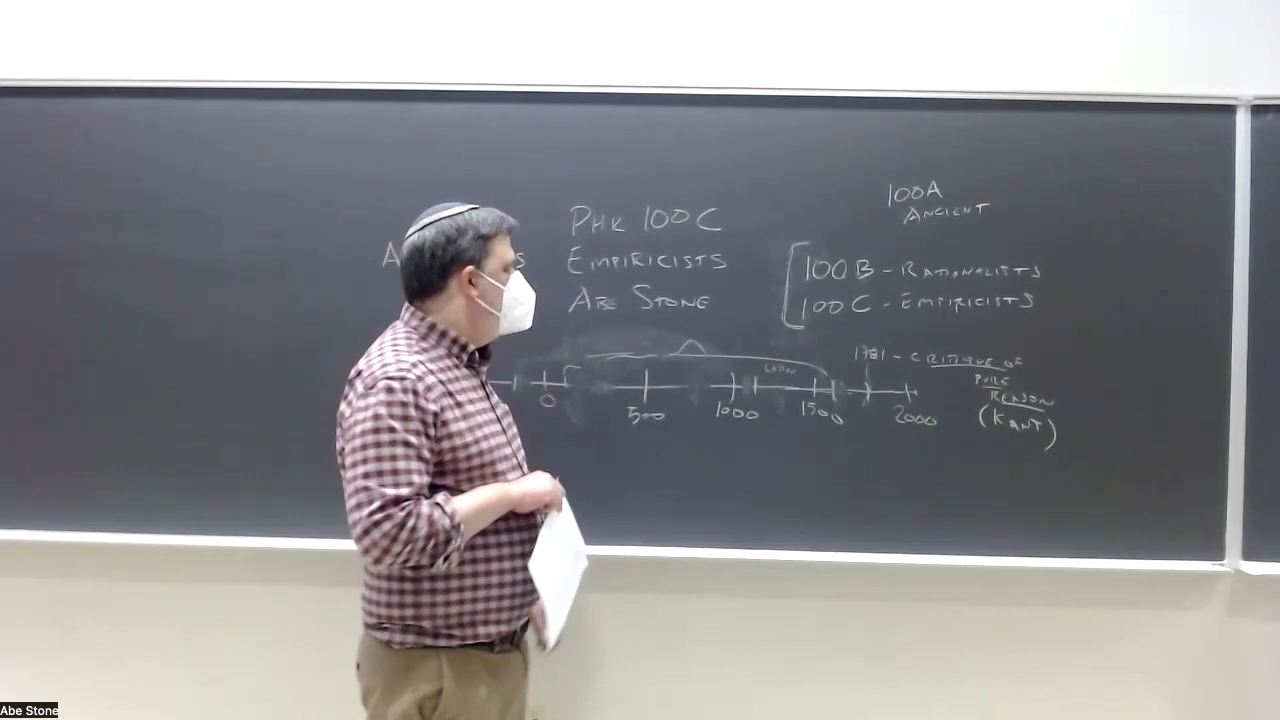 PHIL 100C
EMPIRICISTS
ABE STONE
100A
ANCIENT
100B - RATIONALISTS
100C - EMPIRICISTS
1781 - CRITIQUE OF
PURE
REASON
(KANT)
LATIN
0 500 1000 1500 2000
Abe Stone